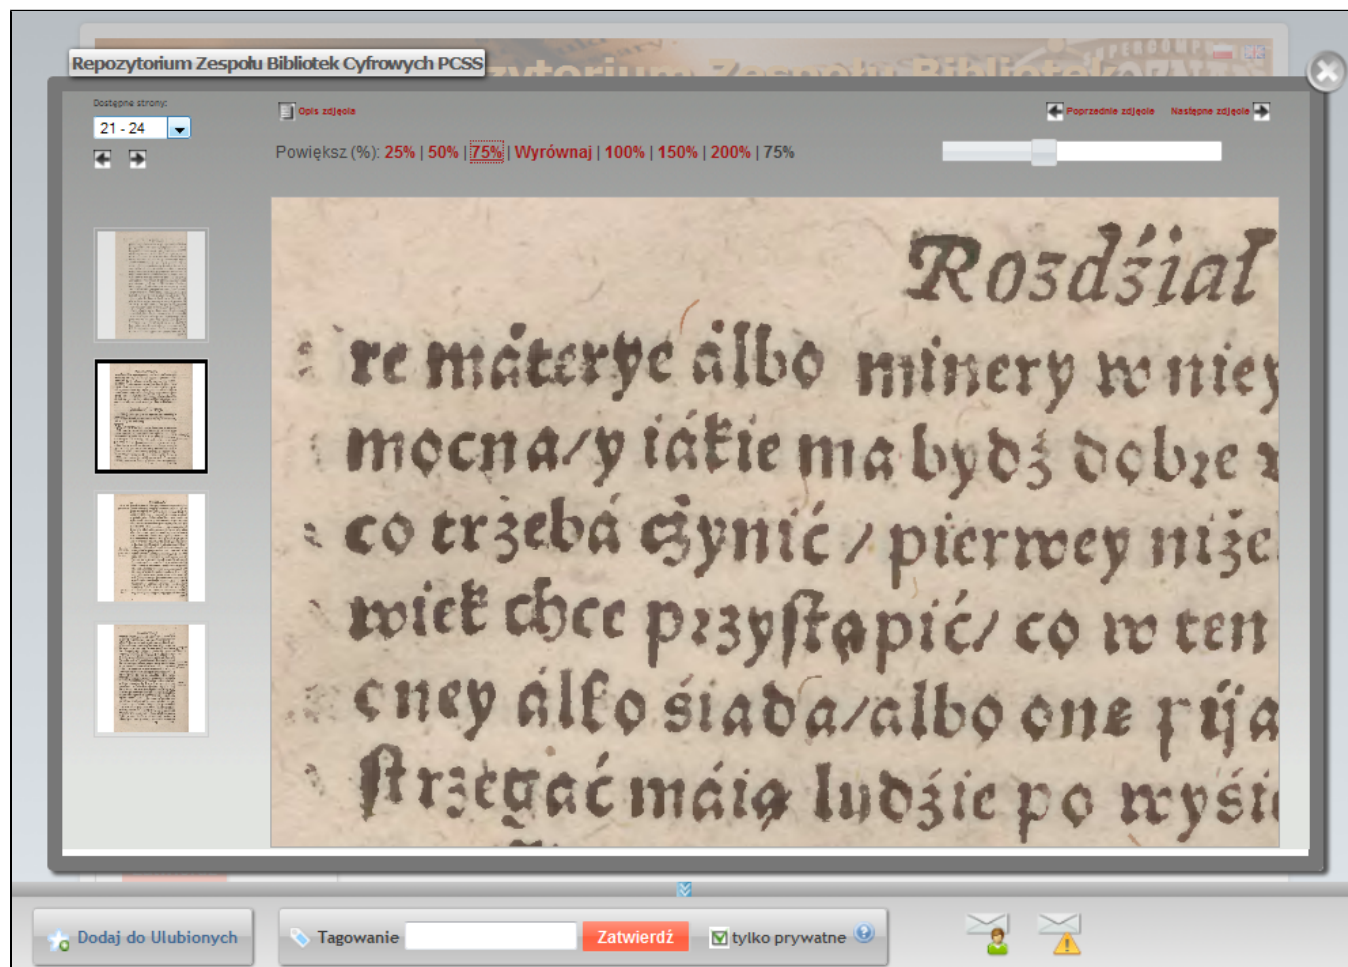 Repozytorium Zespołu Bibliotek Cyfrowych PCSS
Dostępne strony:
21 - 24
Opis zdjęcia
Poprzednie zdjęcie Następne zdjęcie
Powiększ (%): 25% | 50% | 75% | Wyrównaj | 100% | 150% | 200% | 75%
Rozdźiał
re máterye álbo minery w niey
mocna/y iákie ma bydź dobrze
co trzebá cżynić / pierwey niże
wiek chce przyſtąpić/ co w ten
cney álko śiada/albo one
ſtrzegać máią ludźie po wyśi
Dodaj do Ulubionych
Tagowanie
Zatwierdź
tylko prywatne